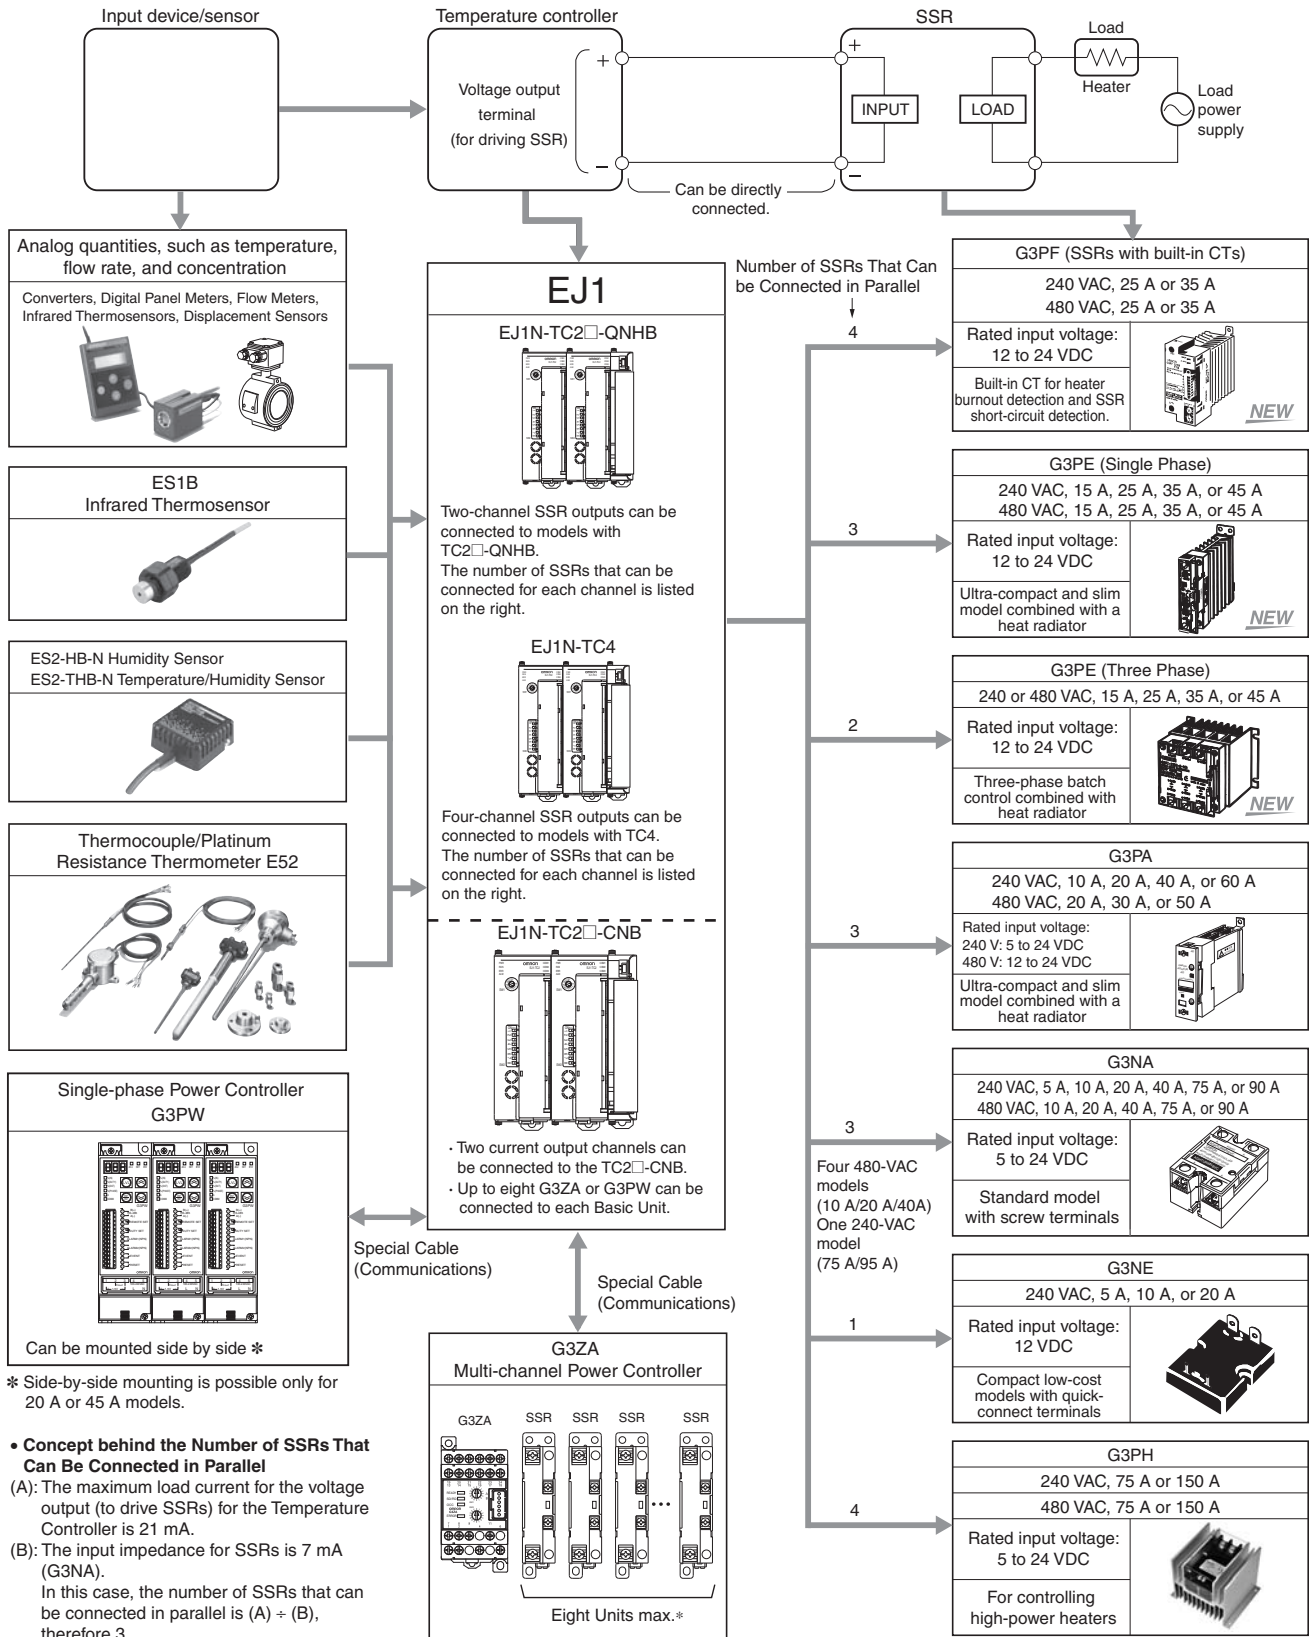 Input device/sensor
Temperature controller
SSR
Voltage output
terminal
(for driving SSR)
+
−
Can be directly
connected.
+
−
INPUT
LOAD
Load
Heater
Load
power
supply
Analog quantities, such as temperature,
flow rate, and concentration
Converters, Digital Panel Meters, Flow Meters,
Infrared Thermosensors, Displacement Sensors
ES1B
Infrared Thermosensor
ES2-HB-N Humidity Sensor
ES2-THB-N Temperature/Humidity Sensor
Thermocouple/Platinum
Resistance Thermometer E52
Single-phase Power Controller
G3PW
Can be mounted side by side ✽
✽ Side-by-side mounting is possible only for
20 A or 45 A models.
• Concept behind the Number of SSRs That
Can Be Connected in Parallel
(A): The maximum load current for the voltage
output (to drive SSRs) for the Temperature
Controller is 21 mA.
(B): The input impedance for SSRs is 7 mA
(G3NA).
In this case, the number of SSRs that can
be connected in parallel is (A) ÷ (B),
therefore 3.
EJ1
EJ1N-TC2□-QNHB
Two-channel SSR outputs can be
connected to models with
TC2□-QNHB.
The number of SSRs that can be
connected for each channel is listed
on the right.
EJ1N-TC4
Four-channel SSR outputs can be
connected to models with TC4.
The number of SSRs that can be
connected for each channel is listed
on the right.
EJ1N-TC2□-CNB
· Two current output channels can
be connected to the TC2□-CNB.
· Up to eight G3ZA or G3PW can be
connected to each Basic Unit.
Special Cable
(Communications)
Special Cable
(Communications)
G3ZA
Multi-channel Power Controller
G3ZA
SSR SSR SSR SSR
Eight Units max.✽
Number of SSRs That Can
be Connected in Parallel
4
3
2
3
3
Four 480-VAC
models
(10 A/20 A/40A)
One 240-VAC
model
(75 A/95 A)
1
4
G3PF (SSRs with built-in CTs)
240 VAC, 25 A or 35 A
480 VAC, 25 A or 35 A
Rated input voltage:
12 to 24 VDC
Built-in CT for heater
burnout detection and SSR
short-circuit detection.
NEW
G3PE (Single Phase)
240 VAC, 15 A, 25 A, 35 A, or 45 A
480 VAC, 15 A, 25 A, 35 A, or 45 A
Rated input voltage:
12 to 24 VDC
Ultra-compact and slim
model combined with a
heat radiator
NEW
G3PE (Three Phase)
240 or 480 VAC, 15 A, 25 A, 35 A, or 45 A
Rated input voltage:
12 to 24 VDC
Three-phase batch
control combined with
heat radiator
NEW
G3PA
240 VAC, 10 A, 20 A, 40 A, or 60 A
480 VAC, 20 A, 30 A, or 50 A
Rated input voltage:
240 V: 5 to 24 VDC
480 V: 12 to 24 VDC
Ultra-compact and slim
model combined with a
heat radiator
G3NA
240 VAC, 5 A, 10 A, 20 A, 40 A, 75 A, or 90 A
480 VAC, 10 A, 20 A, 40 A, 75 A, or 90 A
Rated input voltage:
5 to 24 VDC
Standard model
with screw terminals
G3NE
240 VAC, 5 A, 10 A, or 20 A
Rated input voltage:
12 VDC
Compact low-cost
models with quick-
connect terminals
G3PH
240 VAC, 75 A or 150 A
480 VAC, 75 A or 150 A
Rated input voltage:
5 to 24 VDC
For controlling
high-power heaters